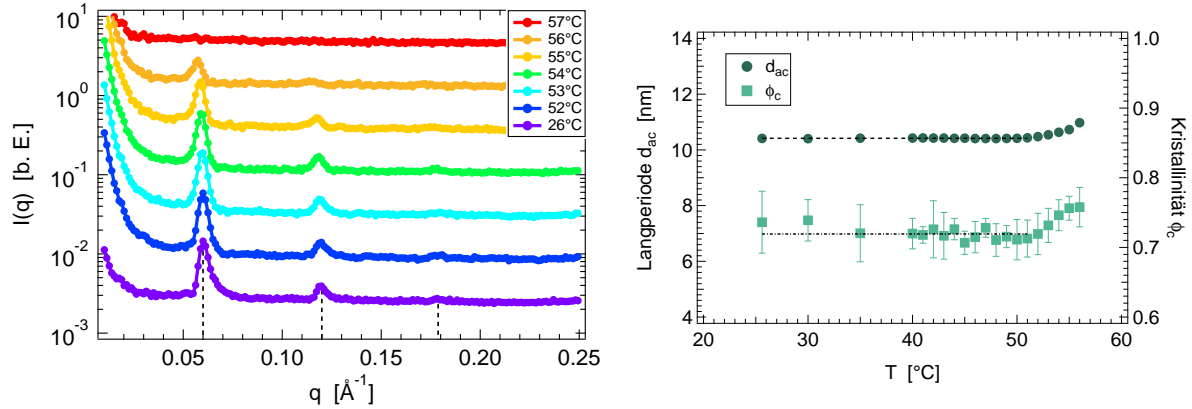 I(q) [b. E.]
10¹
10⁰
10⁻¹
10⁻²
10⁻³
57°C
56°C
55°C
54°C
53°C
52°C
26°C
0.05
0.10
0.15
0.20
0.25
q [Å⁻¹]
Langperiode d_ac [nm]
14
12
10
8
6
4
d_ac
ϕ_c
20
30
40
50
60
T [°C]
1.0
0.9
0.8
0.7
0.6
Kristallinität ϕ_c